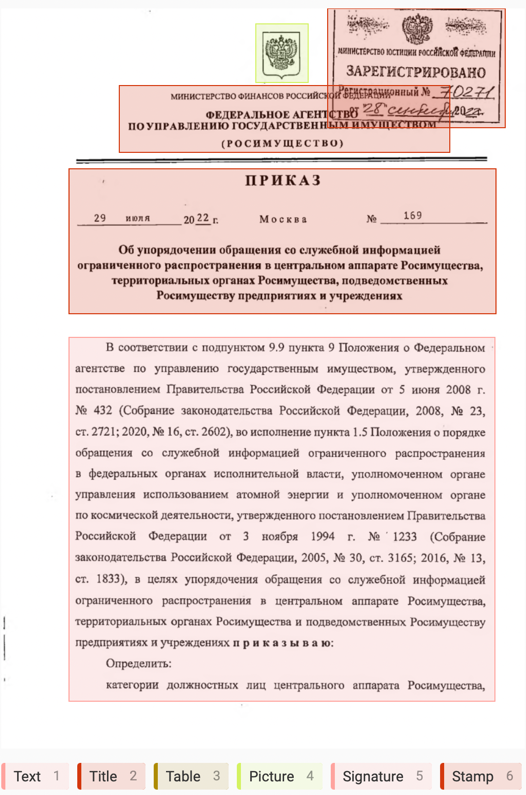 МИНИСТЕРСТВО ЮСТИЦИИ РОССИЙСКОЙ ФЕДЕРАЦИИ
ЗАРЕГИСТРИРОВАНО
Регистрационный № 70271
от "28" сентября 2022.
МИНИСТЕРСТВО ФИНАНСОВ РОССИЙСКОЙ ФЕДЕРАЦИИ
ФЕДЕРАЛЬНОЕ АГЕНТСТВО
ПО УПРАВЛЕНИЮ ГОСУДАРСТВЕННЫМ ИМУЩЕСТВОМ
(РОСИМУЩЕСТВО)
ПРИКАЗ
29 июля 2022 г. Москва № 169
Об упорядочении обращения со служебной информацией
ограниченного распространения в центральном аппарате Росимущества,
территориальных органах Росимущества, подведомственных
Росимуществу предприятиях и учреждениях
В соответствии с подпунктом 9.9 пункта 9 Положения о Федеральном
агентстве по управлению государственным имуществом, утвержденного
постановлением Правительства Российской Федерации от 5 июня 2008 г.
№ 432 (Собрание законодательства Российской Федерации, 2008, № 23,
ст. 2721; 2020, № 16, ст. 2602), во исполнение пункта 1.5 Положения о порядке
обращения со служебной информацией ограниченного распространения
в федеральных органах исполнительной власти, уполномоченном органе
управления использованием атомной энергии и уполномоченном органе
по космической деятельности, утвержденного постановлением Правительства
Российской Федерации от 3 ноября 1994 г. № 1233 (Собрание
законодательства Российской Федерации, 2005, № 30, ст. 3165; 2016, № 13,
ст. 1833), в целях упорядочения обращения со служебной информацией
ограниченного распространения в центральном аппарате Росимущества,
территориальных органах Росимущества и подведомственных Росимуществу
предприятиях и учреждениях приказываю:
Определить:
категории должностных лиц центрального аппарата Росимущества,
Text 1 Title 2 Table 3 Picture 4 Signature 5 Stamp 6